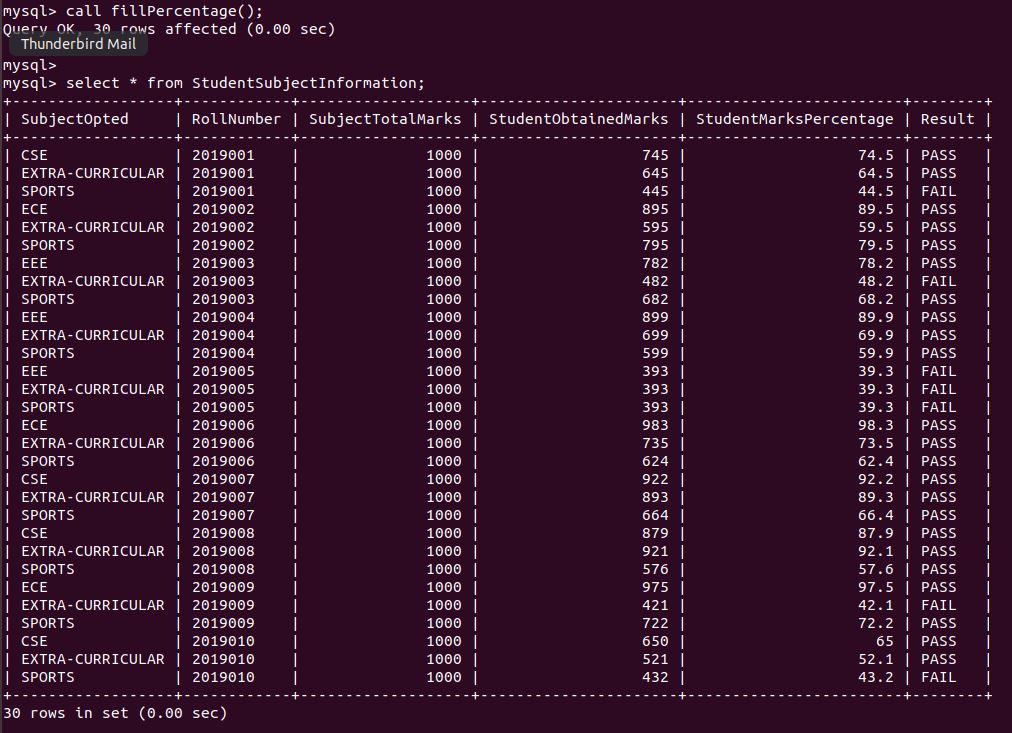 mysql> call fillPercentage();
Query OK, 30 rows affected (0.00 sec)
Thunderbird Mail
mysql>
mysql> select * from StudentSubjectInformation;
+------------------+------------+-------------------+----------------------+------------------------+--------+
| SubjectOpted     | RollNumber | SubjectTotalMarks | StudentObtainedMarks | StudentMarksPercentage | Result |
+------------------+------------+-------------------+----------------------+------------------------+--------+
| CSE              | 2019001    |              1000 |                  745 |                   74.5 | PASS   |
| EXTRA-CURRICULAR | 2019001    |              1000 |                  645 |                   64.5 | PASS   |
| SPORTS           | 2019001    |              1000 |                  445 |                   44.5 | FAIL   |
| ECE              | 2019002    |              1000 |                  895 |                   89.5 | PASS   |
| EXTRA-CURRICULAR | 2019002    |              1000 |                  595 |                   59.5 | PASS   |
| SPORTS           | 2019002    |              1000 |                  795 |                   79.5 | PASS   |
| EEE              | 2019003    |              1000 |                  782 |                   78.2 | PASS   |
| EXTRA-CURRICULAR | 2019003    |              1000 |                  482 |                   48.2 | FAIL   |
| SPORTS           | 2019003    |              1000 |                  682 |                   68.2 | PASS   |
| EEE              | 2019004    |              1000 |                  899 |                   89.9 | PASS   |
| EXTRA-CURRICULAR | 2019004    |              1000 |                  699 |                   69.9 | PASS   |
| SPORTS           | 2019004    |              1000 |                  599 |                   59.9 | PASS   |
| EEE              | 2019005    |              1000 |                  393 |                   39.3 | FAIL   |
| EXTRA-CURRICULAR | 2019005    |              1000 |                  393 |                   39.3 | FAIL   |
| SPORTS           | 2019005    |              1000 |                  393 |                   39.3 | FAIL   |
| ECE              | 2019006    |              1000 |                  983 |                   98.3 | PASS   |
| EXTRA-CURRICULAR | 2019006    |              1000 |                  735 |                   73.5 | PASS   |
| SPORTS           | 2019006    |              1000 |                  624 |                   62.4 | PASS   |
| CSE              | 2019007    |              1000 |                  922 |                   92.2 | PASS   |
| EXTRA-CURRICULAR | 2019007    |              1000 |                  893 |                   89.3 | PASS   |
| SPORTS           | 2019007    |              1000 |                  664 |                   66.4 | PASS   |
| CSE              | 2019008    |              1000 |                  879 |                   87.9 | PASS   |
| EXTRA-CURRICULAR | 2019008    |              1000 |                  921 |                   92.1 | PASS   |
| SPORTS           | 2019008    |              1000 |                  576 |                   57.6 | PASS   |
| ECE              | 2019009    |              1000 |                  975 |                   97.5 | PASS   |
| EXTRA-CURRICULAR | 2019009    |              1000 |                  421 |                   42.1 | FAIL   |
| SPORTS           | 2019009    |              1000 |                  722 |                   72.2 | PASS   |
| CSE              | 2019010    |              1000 |                  650 |                     65 | PASS   |
| EXTRA-CURRICULAR | 2019010    |              1000 |                  521 |                   52.1 | PASS   |
| SPORTS           | 2019010    |              1000 |                  432 |                   43.2 | FAIL   |
+------------------+------------+-------------------+----------------------+------------------------+--------+
30 rows in set (0.00 sec)